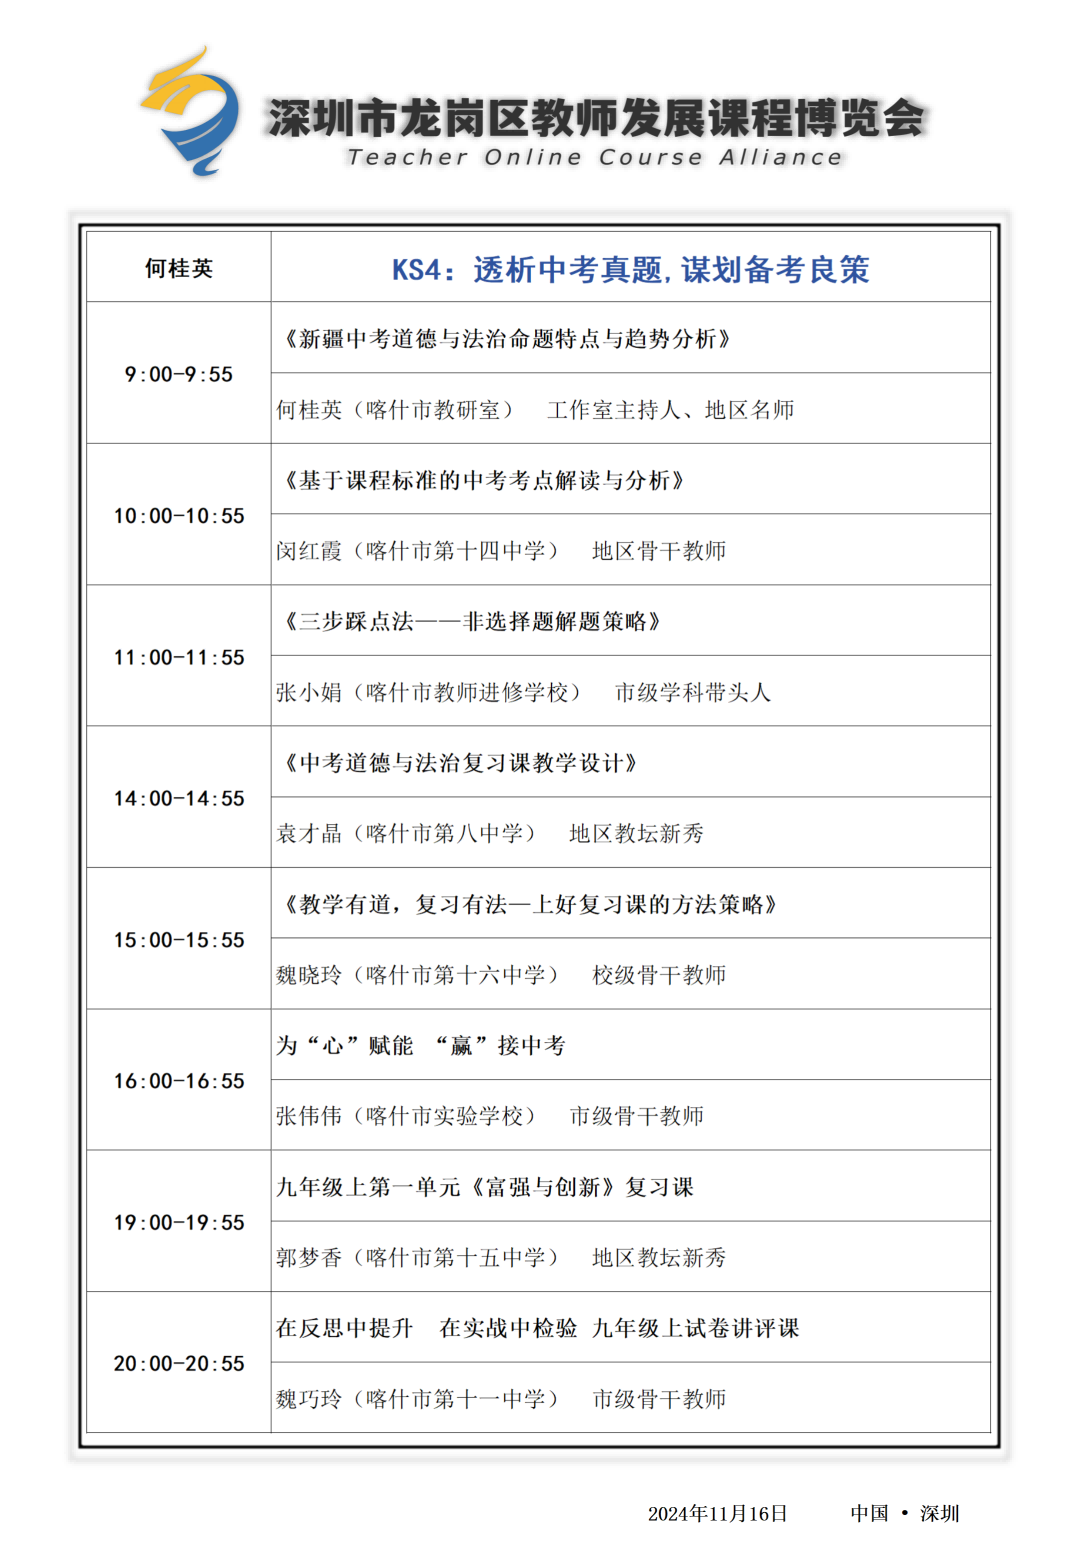 深圳市龙岗区教师发展课程博览会
Teacher Online Course Alliance
何桂英
KS4：透析中考真题,谋划备考良策
9:00-9:55
《新疆中考道德与法治命题特点与趋势分析》
何桂英（喀什市教研室） 工作室主持人、地区名师
10:00-10:55
《基于课程标准的中考考点解读与分析》
闵红霞（喀什市第十四中学） 地区骨干教师
11:00-11:55
《三步踩点法——非选择题解题策略》
张小娟（喀什市教师进修学校） 市级学科带头人
14:00-14:55
《中考道德与法治复习课教学设计》
袁才晶（喀什市第八中学） 地区教坛新秀
15:00-15:55
《教学有道，复习有法—上好复习课的方法策略》
魏晓玲（喀什市第十六中学） 校级骨干教师
16:00-16:55
为“心”赋能 “赢”接中考
张伟伟（喀什市实验学校） 市级骨干教师
19:00-19:55
九年级上第一单元《富强与创新》复习课
郭梦香（喀什市第十五中学） 地区教坛新秀
20:00-20:55
在反思中提升 在实战中检验 九年级上试卷讲评课
魏巧玲（喀什市第十一中学） 市级骨干教师
2024年11月16日 中国 • 深圳